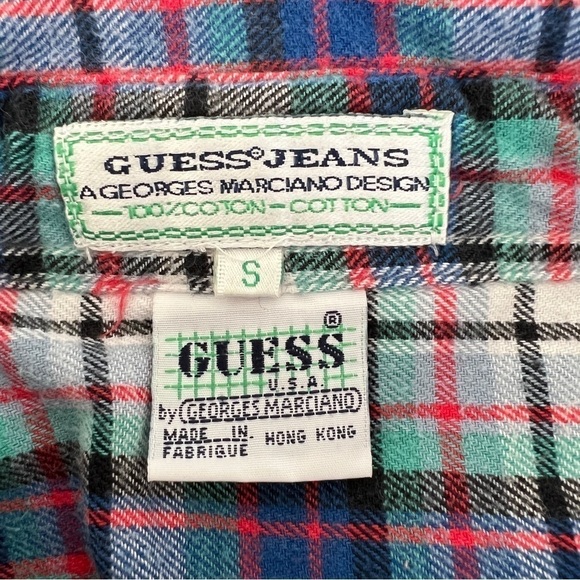 GUESS® JEANS
A GEORGES MARCIANO DESIGN
100% COTON - COTTON
S
®
GUESS
U.S.A.
by GEORGES MARCIANO
MADE IN HONG KONG
FABRIQUE